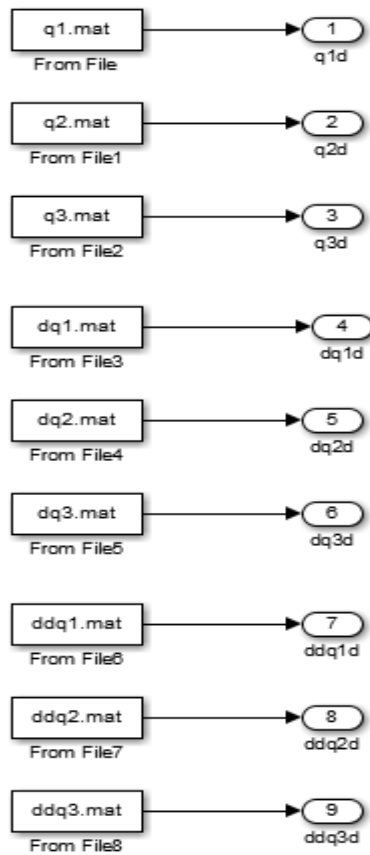 q1.mat
1
From File
q1d
q2.mat
2
From File1
q2d
q3.mat
3
From File2
q3d
dq1.mat
4
From File3
dq1d
dq2.mat
5
From File4
dq2d
dq3.mat
6
From File5
dq3d
ddq1.mat
7
From File6
ddq1d
ddq2.mat
8
From File7
ddq2d
ddq3.mat
9
From File8
ddq3d